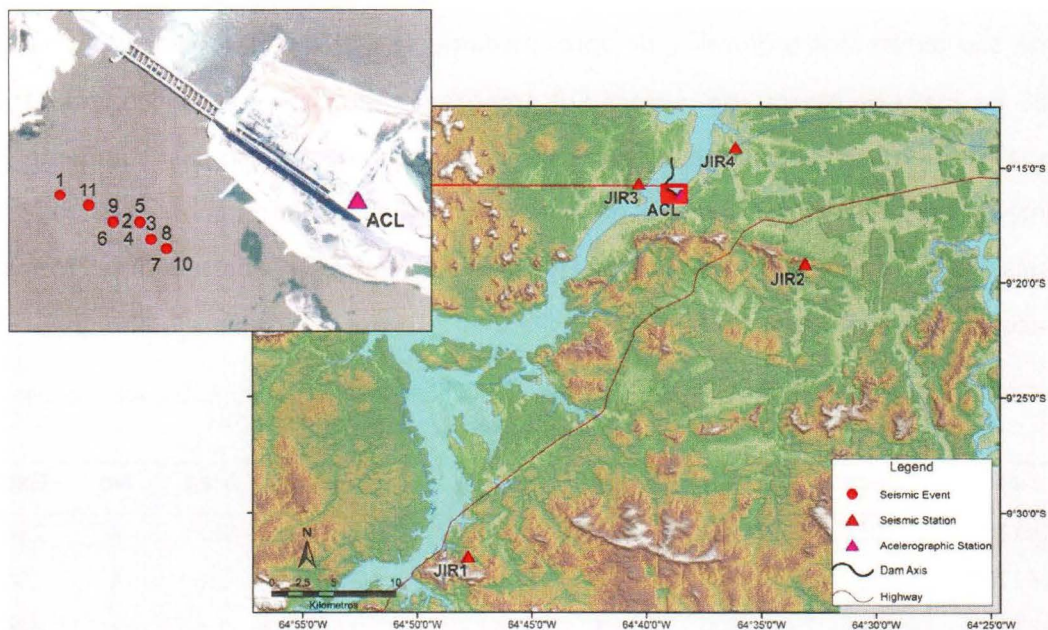 1
11
9
5
2
3
8
6
4
7
10
ACL
JIR4
JIR3
ACL
JIR2
JIR1
9°15'0"S
9°20'0"S
9°25'0"S
9°30'0"S
Legend
Seismic Event
Seismic Station
Acelerographic Station
Dam Axis
Highway
N
0 2,5 5 10
Kilometros
64°55'0"W 64°50'0"W 64°40'0"W 64°45'0"W 64°40'0"W 64°35'0"W 64°30'0"W 64°25'0"W